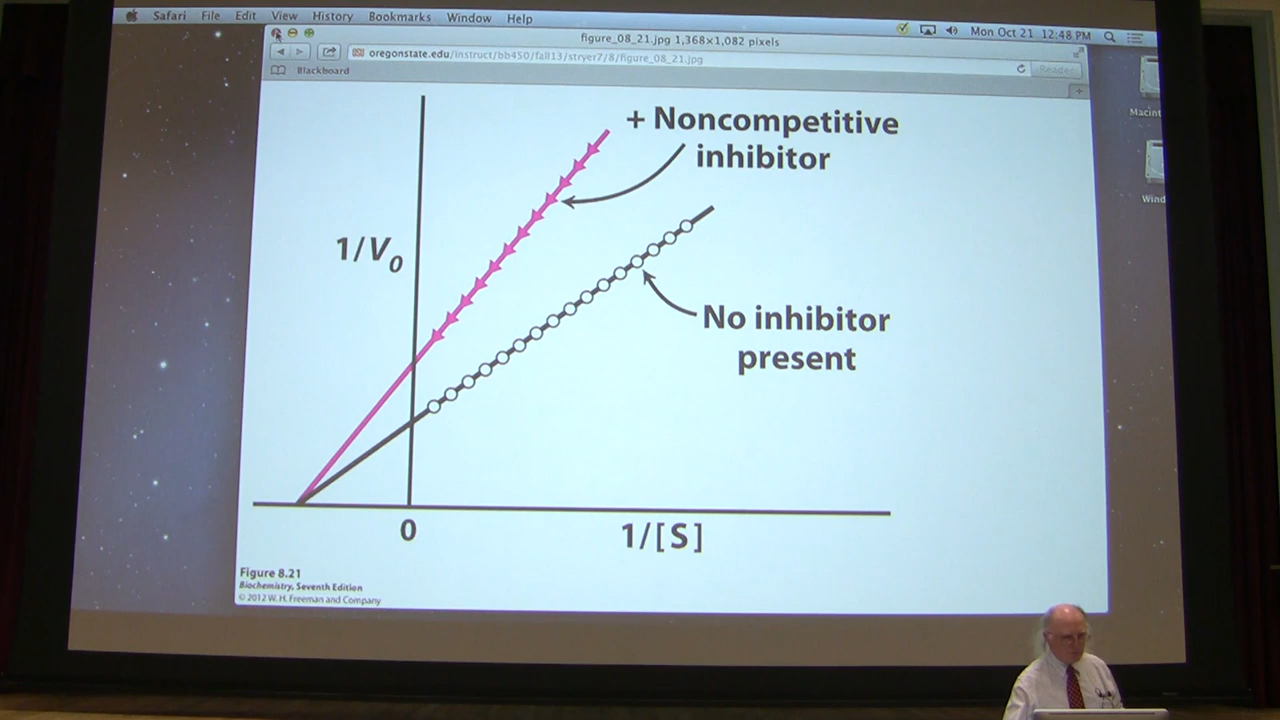 Safari File Edit View History Bookmarks Window Help Mon Oct 21 12:48 PM
figure_08_21.jpg 1,368×1,082 pixels
oregonstate.edu/instruct/bb450/fall13/stryer7/8/figure_08_21.jpg Reader
Blackboard
Macint
Wind
+ Noncompetitive
inhibitor
1/V0
No inhibitor
present
0
1/[S]
Figure 8.21
Biochemistry, Seventh Edition
© 2012 W. H. Freeman and Company